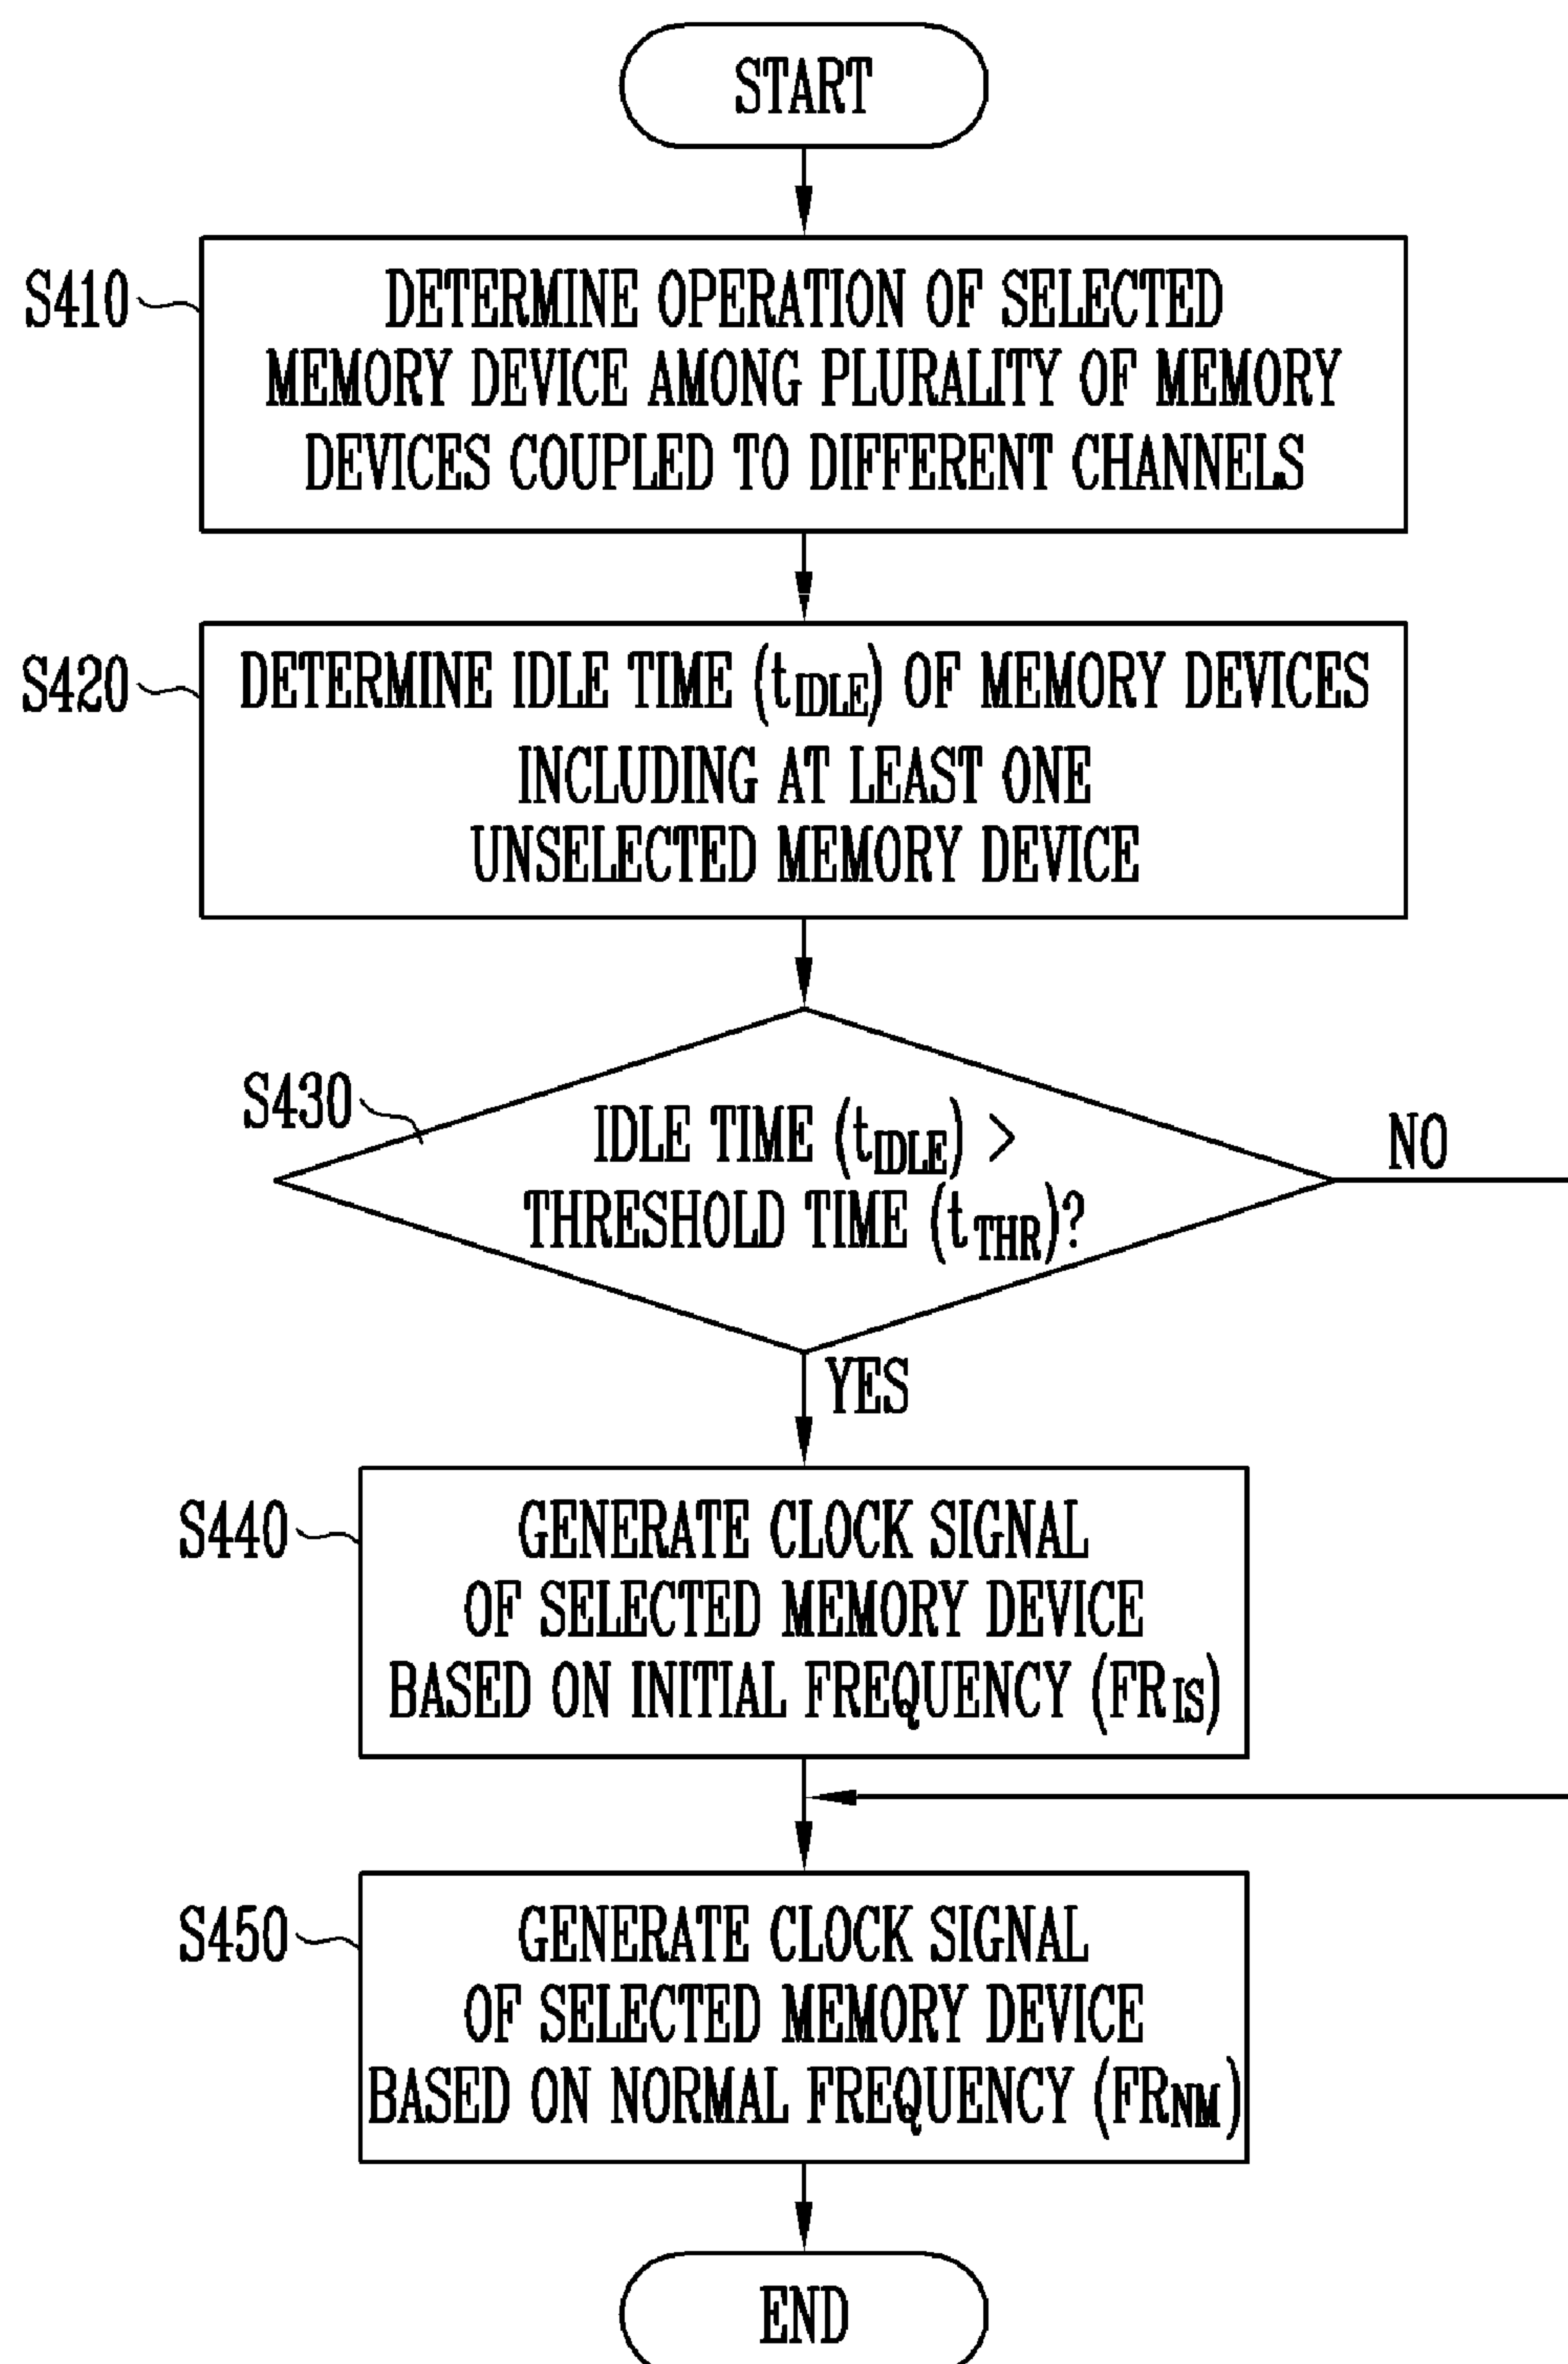 START
S410
DETERMINE OPERATION OF SELECTED
MEMORY DEVICE AMONG PLURALITY OF MEMORY
DEVICES COUPLED TO DIFFERENT CHANNELS
S420
DETERMINE IDLE TIME (tIDLE) OF MEMORY DEVICES
INCLUDING AT LEAST ONE
UNSELECTED MEMORY DEVICE
S430
IDLE TIME (tIDLE) >
THRESHOLD TIME (tTHR)?
NO
YES
S440
GENERATE CLOCK SIGNAL
OF SELECTED MEMORY DEVICE
BASED ON INITIAL FREQUENCY (FRIS)
S450
GENERATE CLOCK SIGNAL
OF SELECTED MEMORY DEVICE
BASED ON NORMAL FREQUENCY (FRNM)
END